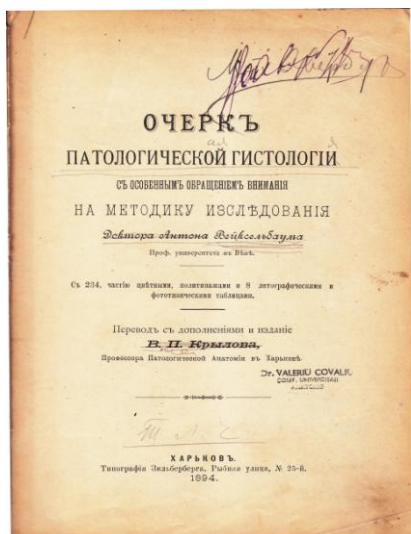 ОЧЕРКЪ
ПАТОЛОГИЧЕСКОЙ ГИСТОЛОГІИ
СЪ ОСОБЕННЫМЪ ОБРАЩЕНІЕМЪ ВНИМАНІЯ
НА МЕТОДИКУ ИЗСЛѢДОВАНІЯ
Доктора Антона Вейксельбаума
Проф. университета въ Вѣнѣ.
Съ 234, частію цвѣтными, политипажами и 8 литографическими и
фототипическими таблицами.
Переводъ съ дополненіями и изданіе
В. П. Крылова,
Профессора Патологической Анатоміи въ Харьковѣ.
Dr. VALERIU COVALIU
ХАРЬКОВЪ.
Типографія Зильберберга, Рыбная улица, № 25-й.
1894.